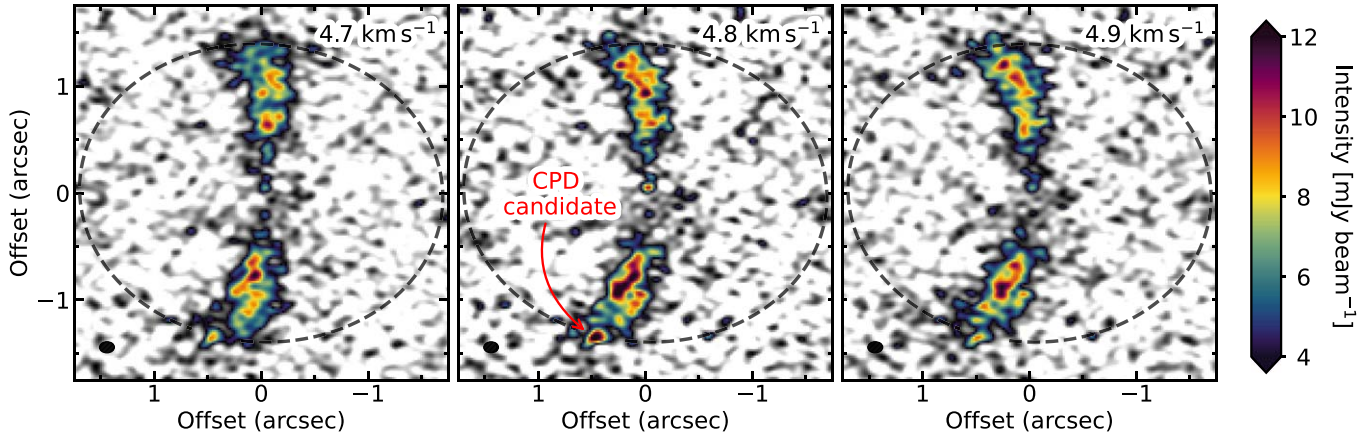 4.7 km s⁻¹
4.8 km s⁻¹
4.9 km s⁻¹
CPD
candidate
Offset (arcsec)
1
0
−1
1
0
−1
1
0
−1
1
0
−1
Offset (arcsec)
Offset (arcsec)
Offset (arcsec)
12
10
8
6
4
Intensity [mJy beam⁻¹]